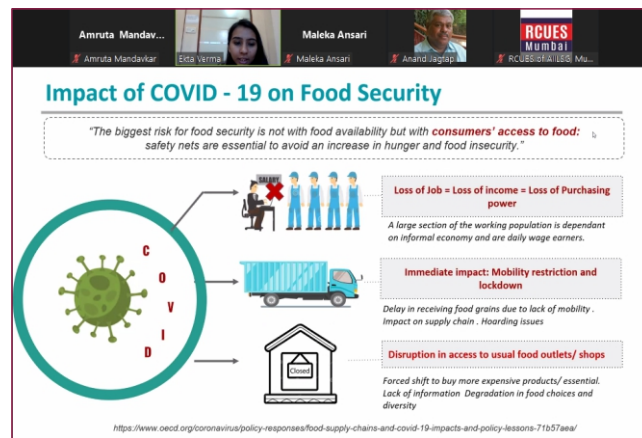 Amruta Mandav...
Maleka Ansari
RCUES
Mumbai
Amruta Mandavkar
Ekta Verma
Maleka Ansari
Anand Jagtap
RCUES of AIILSG, Mu...
Impact of COVID - 19 on Food Security
"The biggest risk for food security is not with food availability but with consumers' access to food:
safety nets are essential to avoid an increase in hunger and food insecurity."
SALARY
Loss of Job = Loss of income = Loss of Purchasing
power
A large section of the working population is dependant
on informal economy and are daily wage earners.
COVID
Immediate impact: Mobility restriction and
lockdown
Delay in receiving food grains due to lack of mobility .
Impact on supply chain . Hoarding issues
Closed
Disruption in access to usual food outlets/ shops
Forced shift to buy more expensive products/ essential.
Lack of information Degradation in food choices and
diversity
https://www.oecd.org/coronavirus/policy-responses/food-supply-chains-and-covid-19-impacts-and-policy-lessons-71b57aea/